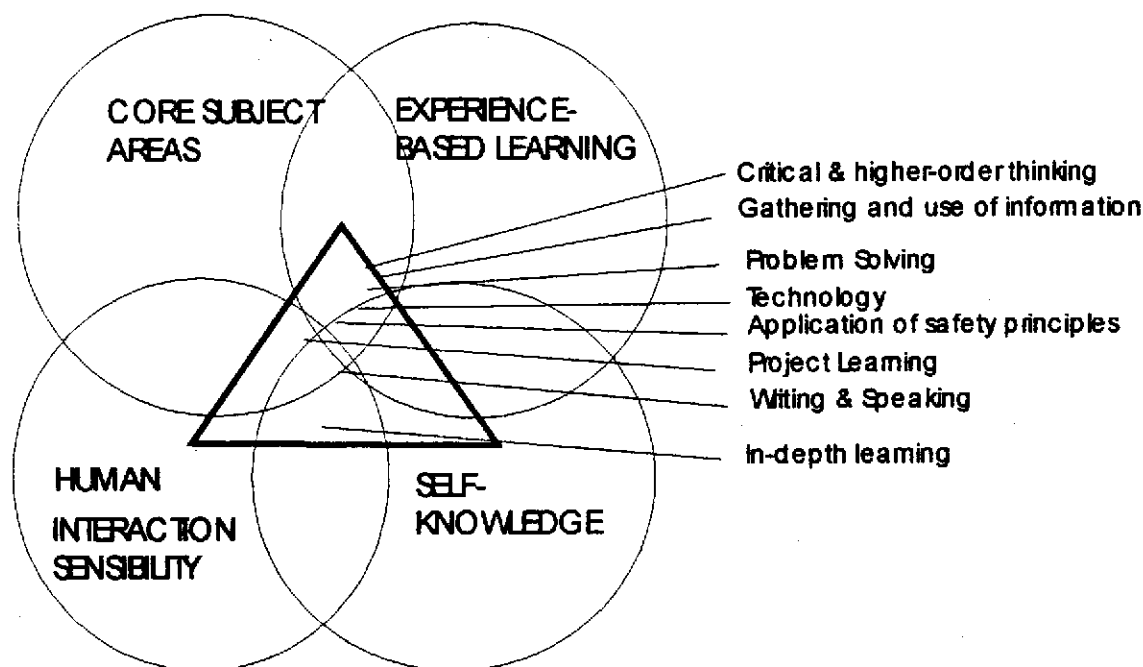 CORE SUBJECT
AREAS
EXPERIENCE-
BASED LEARNING
Critical & higher-order thinking
Gathering and use of information
Problem Solving
Technology
Application of safety principles
Project Learning
Writing & Speaking
In-depth learning
HUMAN
INTERACTION
SENSIBILITY
SELF-
KNOWLEDGE